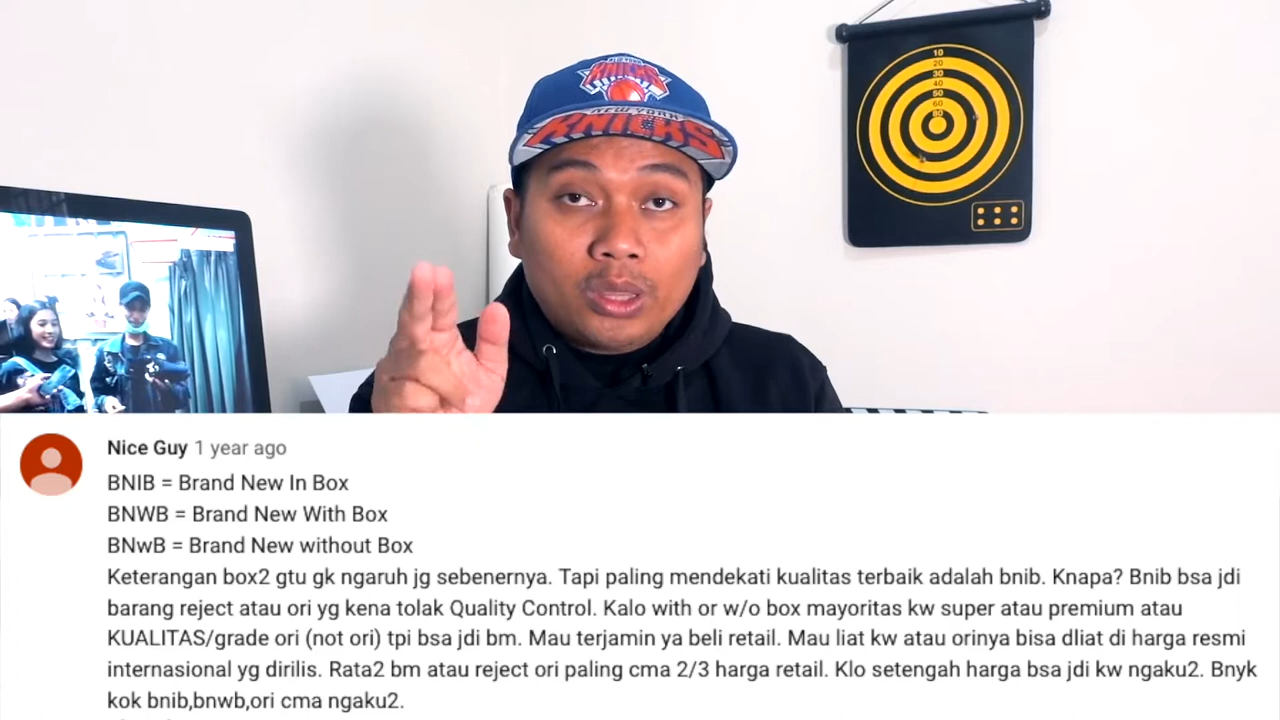 KNICKS
NEW YORK
KNICKS
10
20
30
40
50
60
80
Nice Guy 1 year ago
BNIB = Brand New In Box
BNWB = Brand New With Box
BNwB = Brand New without Box
Keterangan box2 gtu gk ngaruh jg sebenernya. Tapi paling mendekati kualitas terbaik adalah bnib. Knapa? Bnib bsa jdi
barang reject atau ori yg kena tolak Quality Control. Kalo with or w/o box mayoritas kw super atau premium atau
KUALITAS/grade ori (not ori) tpi bsa jdi bm. Mau terjamin ya beli retail. Mau liat kw atau orinya bisa dliat di harga resmi
internasional yg dirilis. Rata2 bm atau reject ori paling cma 2/3 harga retail. Klo setengah harga bsa jdi kw ngaku2. Bnyk
kok bnib,bnwb,ori cma ngaku2.